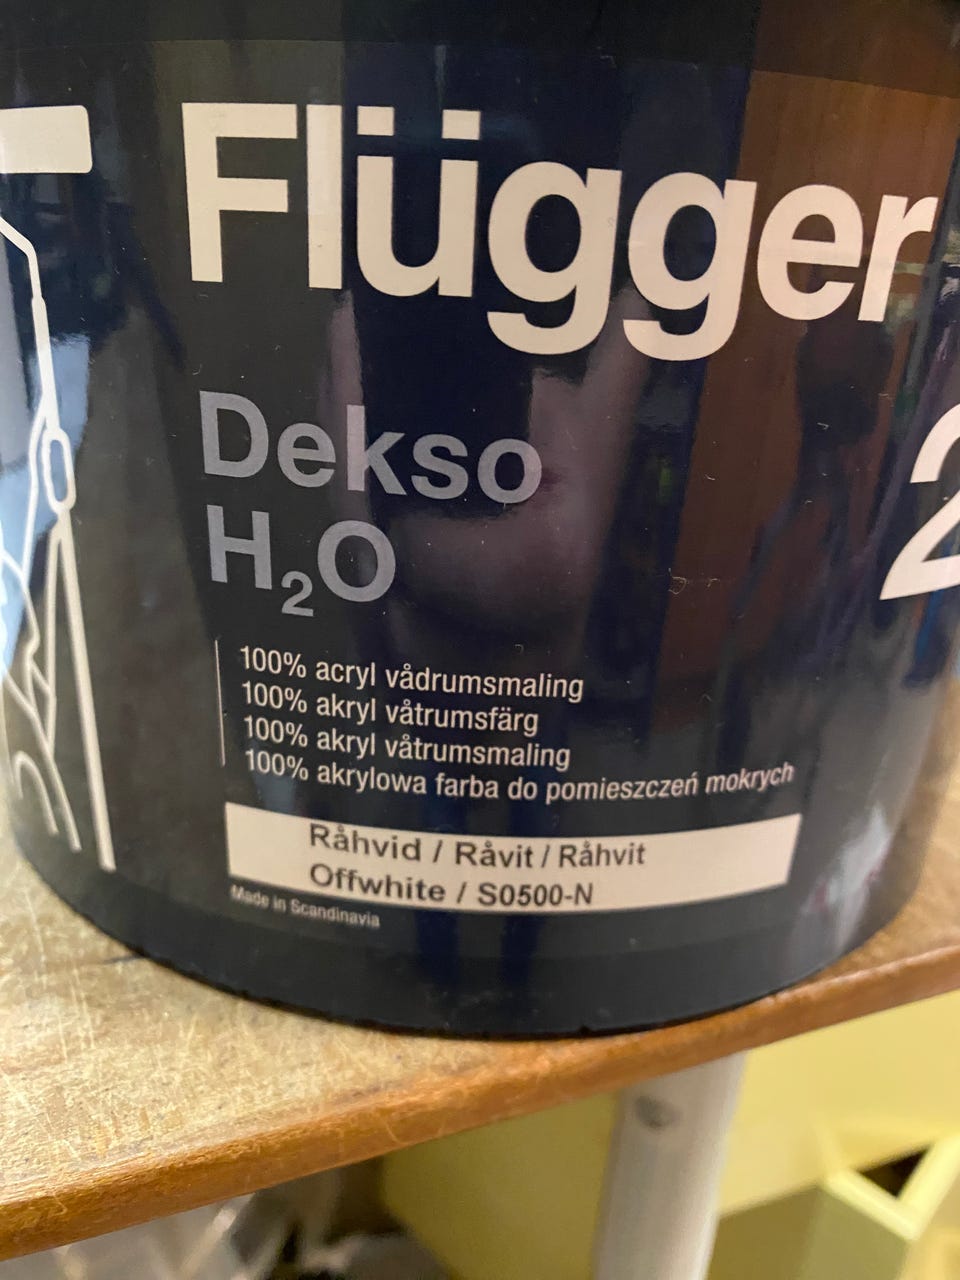 Flügger
Dekso
H₂O
2
100% acryl vådrumsmaling
100% akryl våtrumsfärg
100% akryl våtrumsmaling
100% akrylowa farba do pomieszczeń mokrych
Råhvid / Råvit / Råhvit
Offwhite / S0500-N
Made in Scandinavia